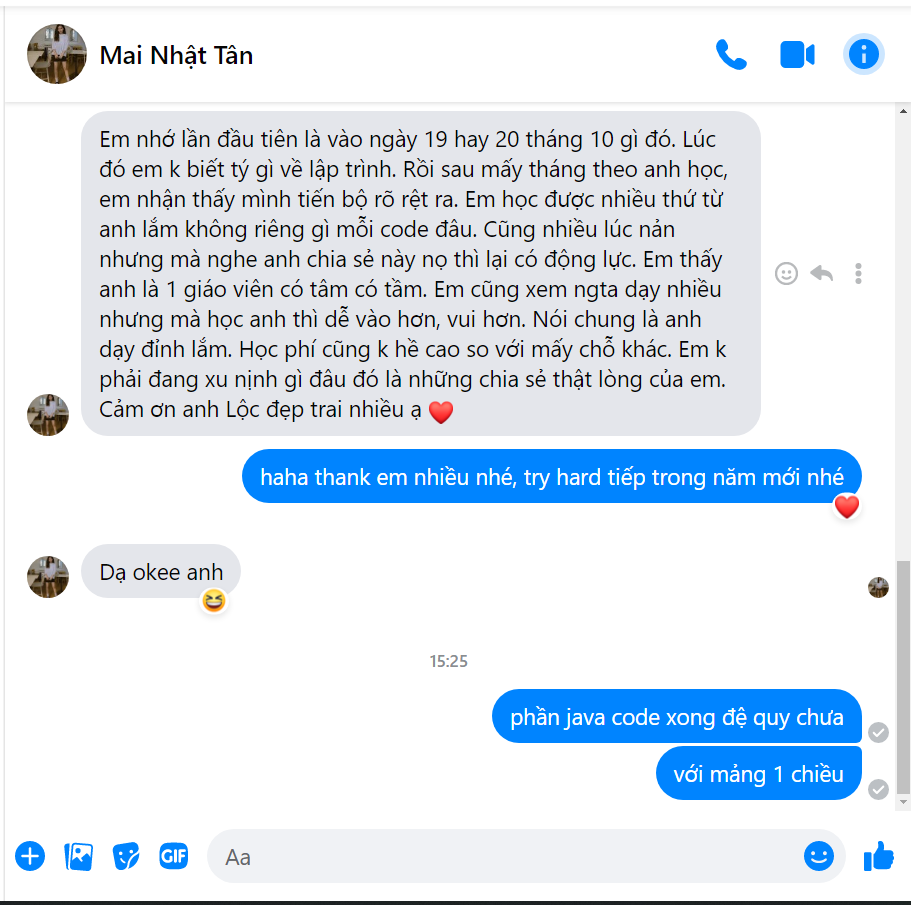 Mai Nhật Tân
Em nhớ lần đầu tiên là vào ngày 19 hay 20 tháng 10 gì đó. Lúc
đó em k biết tý gì về lập trình. Rồi sau mấy tháng theo anh học,
em nhận thấy mình tiến bộ rõ rệt ra. Em học được nhiều thứ từ
anh lắm không riêng gì mỗi code đâu. Cũng nhiều lúc nản
nhưng mà nghe anh chia sẻ này nọ thì lại có động lực. Em thấy
anh là 1 giáo viên có tâm có tầm. Em cũng xem ngta dạy nhiều
nhưng mà học anh thì dễ vào hơn, vui hơn. Nói chung là anh
dạy đỉnh lắm. Học phí cũng k hề cao so với mấy chỗ khác. Em k
phải đang xu nịnh gì đâu đó là những chia sẻ thật lòng của em.
Cảm ơn anh Lộc đẹp trai nhiều ạ ❤️
haha thank em nhiều nhé, try hard tiếp trong năm mới nhé
Dạ okee anh
15:25
phần java code xong đệ quy chưa
với mảng 1 chiều
GIF
Aa